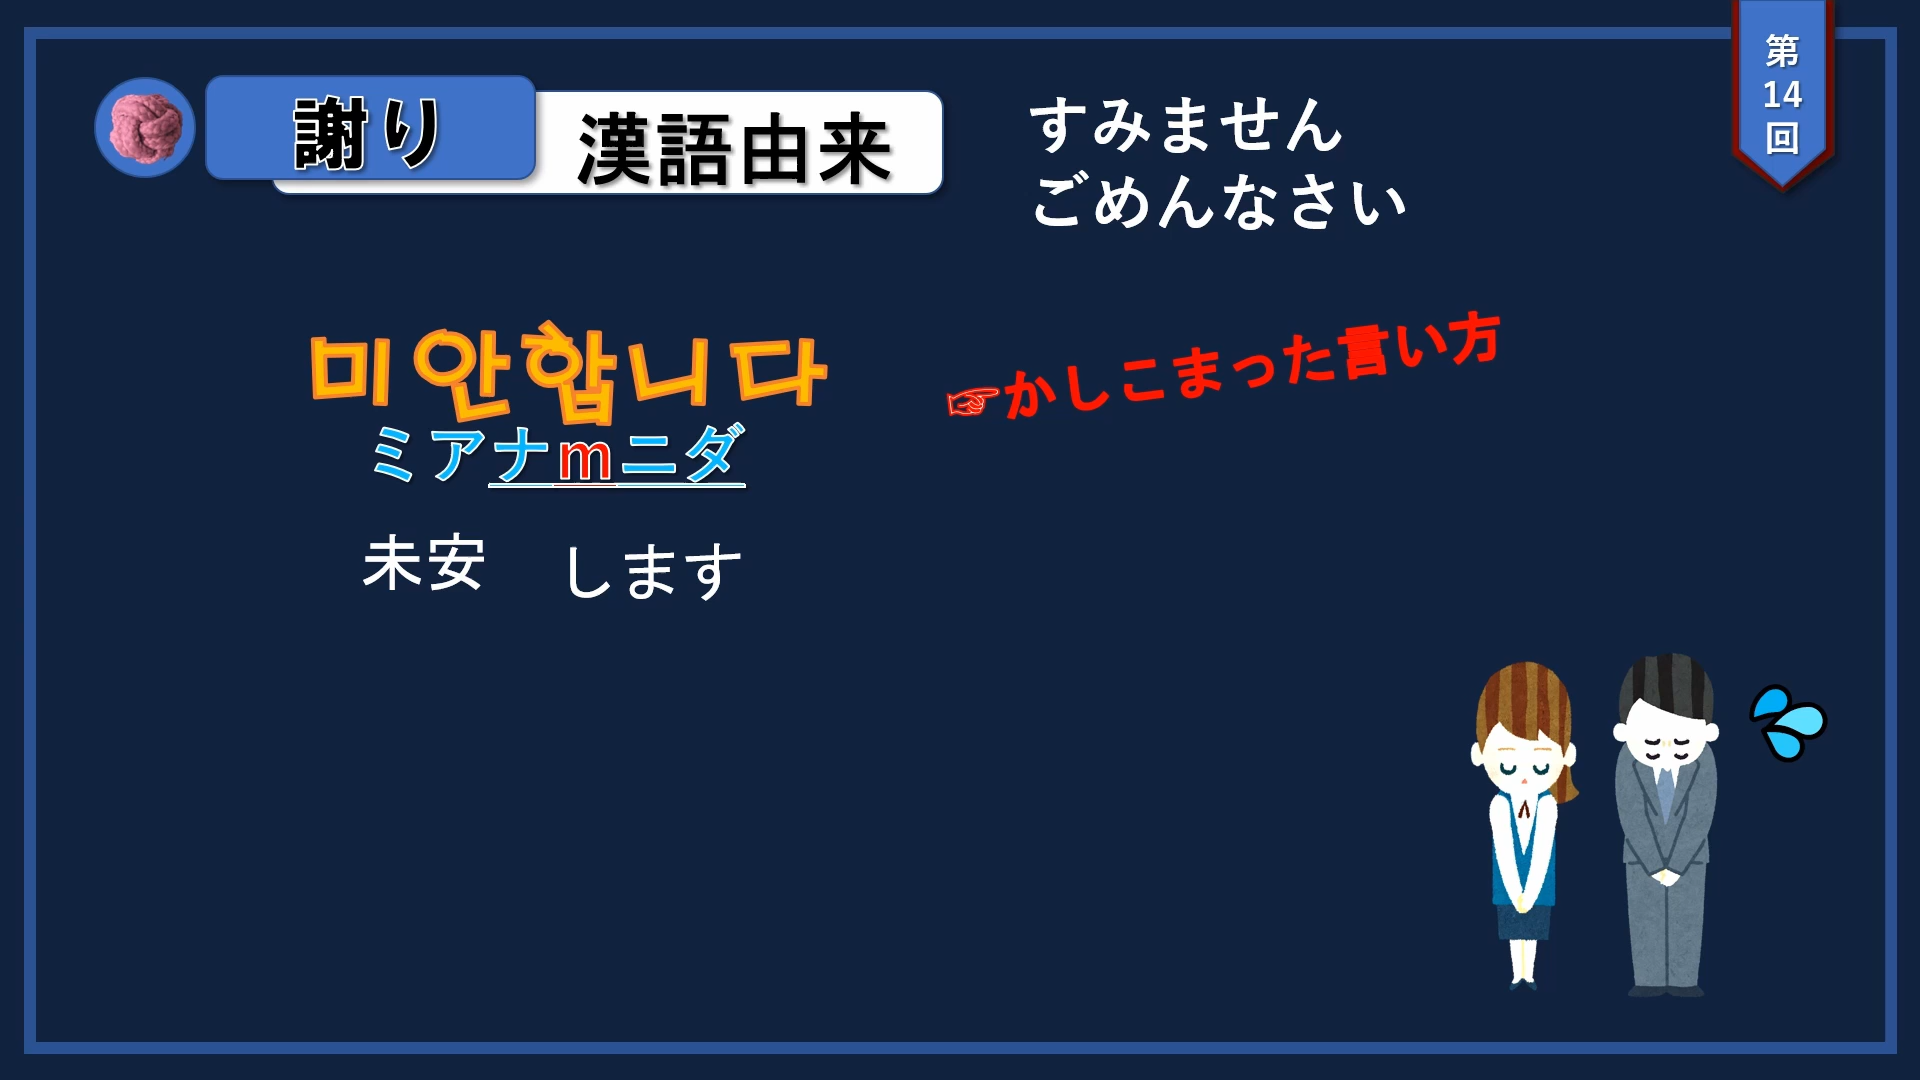 第
14
回
謝り
漢語由来
すみません
ごめんなさい
미안합니다
☞かしこまった言い方
ミアナmニダ
未安 します